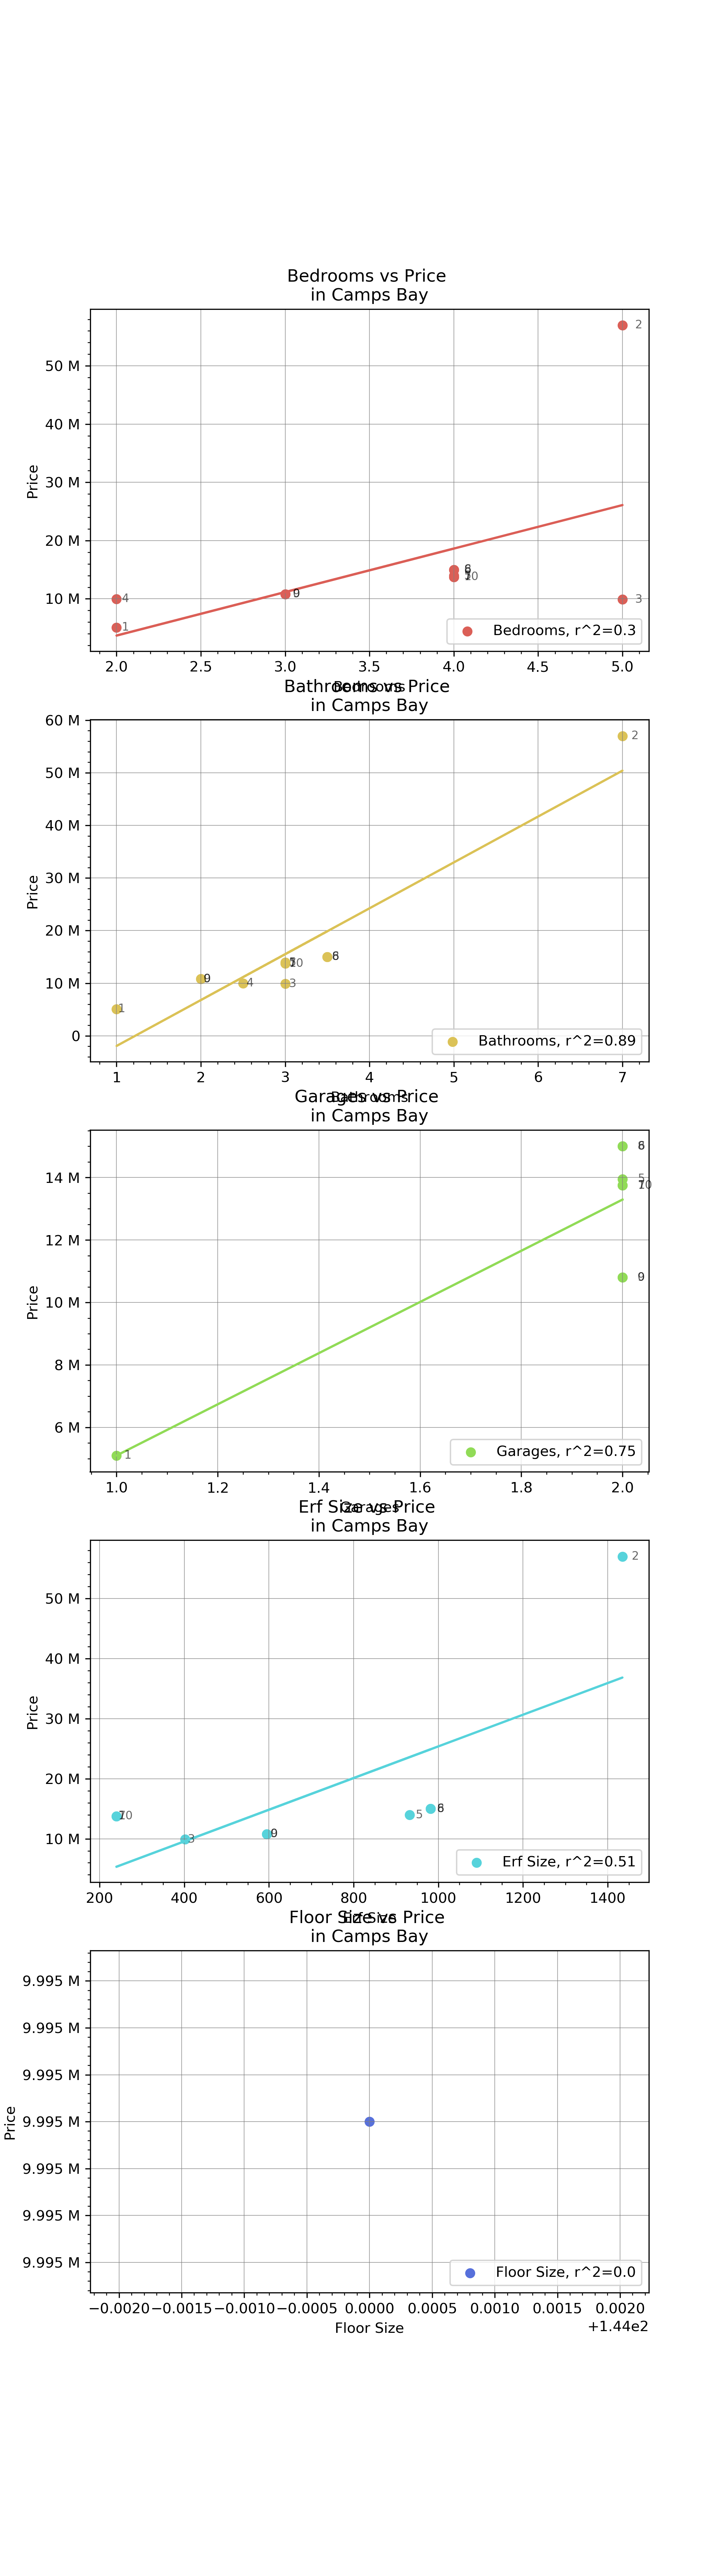 Bedrooms vs Price
in Camps Bay
50 M
40 M
30 M
20 M
10 M
Price
2
4
1
9
6
10
3
Bedrooms, r^2=0.3
2.0 2.5 3.0 3.5 4.0 4.5 5.0
Bedrooms
Bathrooms vs Price
in Camps Bay
60 M
50 M
40 M
30 M
20 M
10 M
0
Price
2
1
9
4
10
3
6
Bathrooms, r^2=0.89
1 2 3 4 5 6 7
Bathrooms
Garages vs Price
in Camps Bay
14 M
12 M
10 M
8 M
6 M
Price
5
10
9
1
Garages, r^2=0.75
1.0 1.2 1.4 1.6 1.8 2.0
Garages
Erf Size vs Price
in Camps Bay
50 M
40 M
30 M
20 M
10 M
Price
2
10
3
9
5
6
Erf Size, r^2=0.51
200 400 600 800 1000 1200 1400
Erf Size
Floor Size vs Price
in Camps Bay
9.995 M
9.995 M
9.995 M
9.995 M
9.995 M
9.995 M
9.995 M
Price
Floor Size, r^2=0.0
−0.0020 −0.0015 −0.0010 −0.0005 0.0000 0.0005 0.0010 0.0015 0.0020
+1.44e2
Floor Size